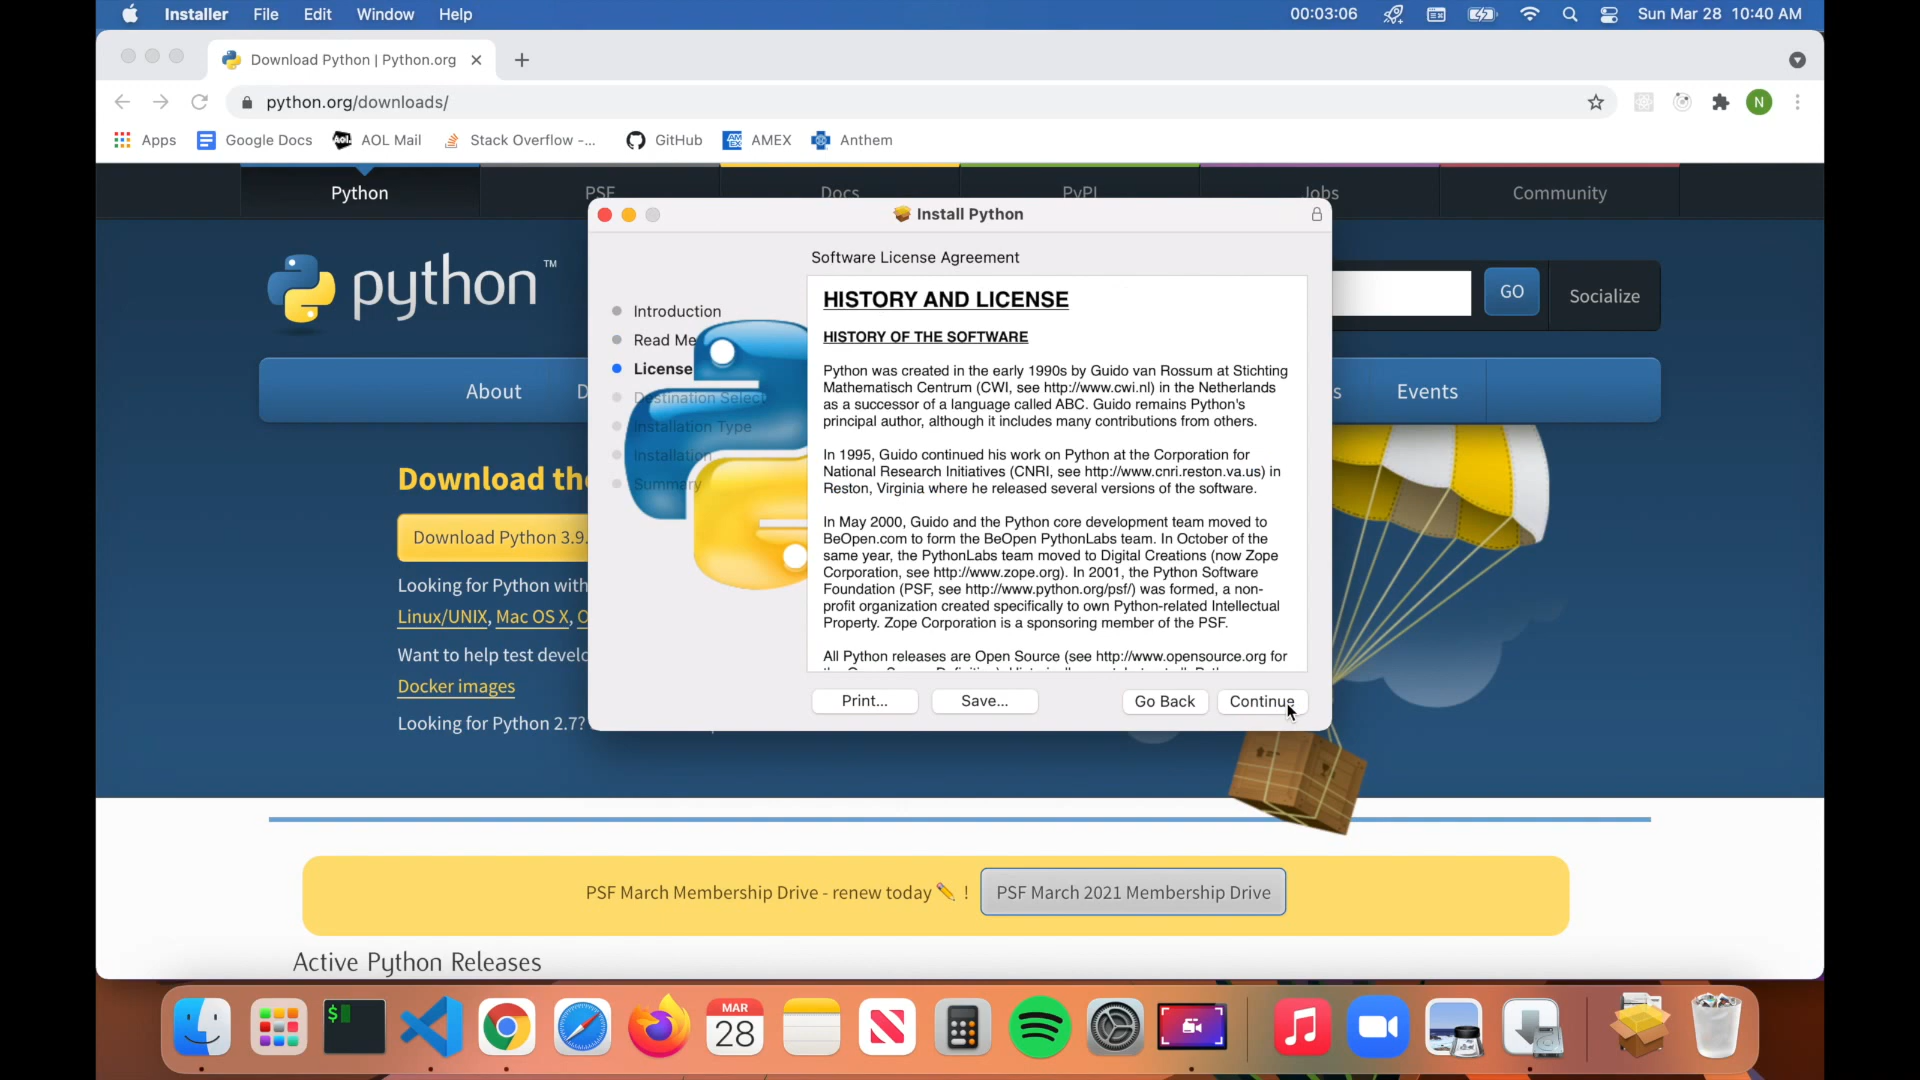 Installer File Edit Window Help 00:03:06 Sun Mar 28 10:40 AM
Download Python | Python.org
python.org/downloads/
N
Apps Google Docs AOL Mail Stack Overflow -... GitHub AMEX Anthem
Python PSF Docs PyPI Jobs Community
Install Python
python™
GO Socialize
Software License Agreement
Introduction
Read Me
License
Destination Select
Installation Type
Installation
Summary
HISTORY AND LICENSE
HISTORY OF THE SOFTWARE
Python was created in the early 1990s by Guido van Rossum at Stichting
Mathematisch Centrum (CWI, see http://www.cwi.nl) in the Netherlands
as a successor of a language called ABC. Guido remains Python's
principal author, although it includes many contributions from others.
In 1995, Guido continued his work on Python at the Corporation for
National Research Initiatives (CNRI, see http://www.cnri.reston.va.us) in
Reston, Virginia where he released several versions of the software.
In May 2000, Guido and the Python core development team moved to
BeOpen.com to form the BeOpen PythonLabs team. In October of the
same year, the PythonLabs team moved to Digital Creations (now Zope
Corporation, see http://www.zope.org). In 2001, the Python Software
Foundation (PSF, see http://www.python.org/psf/) was formed, a non-
profit organization created specifically to own Python-related Intellectual
Property. Zope Corporation is a sponsoring member of the PSF.
All Python releases are Open Source (see http://www.opensource.org for
Print... Save... Go Back Continue
About D
s Events
Download the
Download Python 3.9.
Looking for Python with
Linux/UNIX, Mac OS X, O
Want to help test develo
Docker images
Looking for Python 2.7?
PSF March Membership Drive - renew today ! PSF March 2021 Membership Drive
Active Python Releases
$
MAR
28